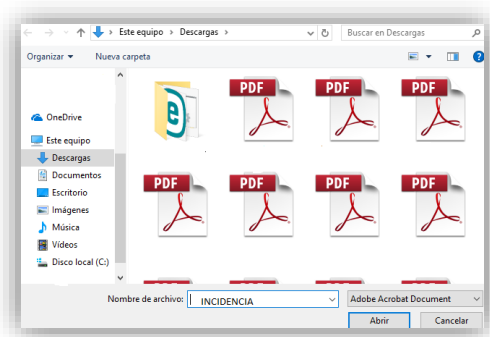 Este equipo > Descargas >
Buscar en Descargas
Organizar
Nueva carpeta
PDF
PDF
PDF
OneDrive
Este equipo
Descargas
Documentos
Escritorio
Imágenes
Música
Vídeos
Disco local (C:)
PDF
PDF
PDF
PDF
Nombre de archivo:
INCIDENCIA
Adobe Acrobat Document
Abrir
Cancelar